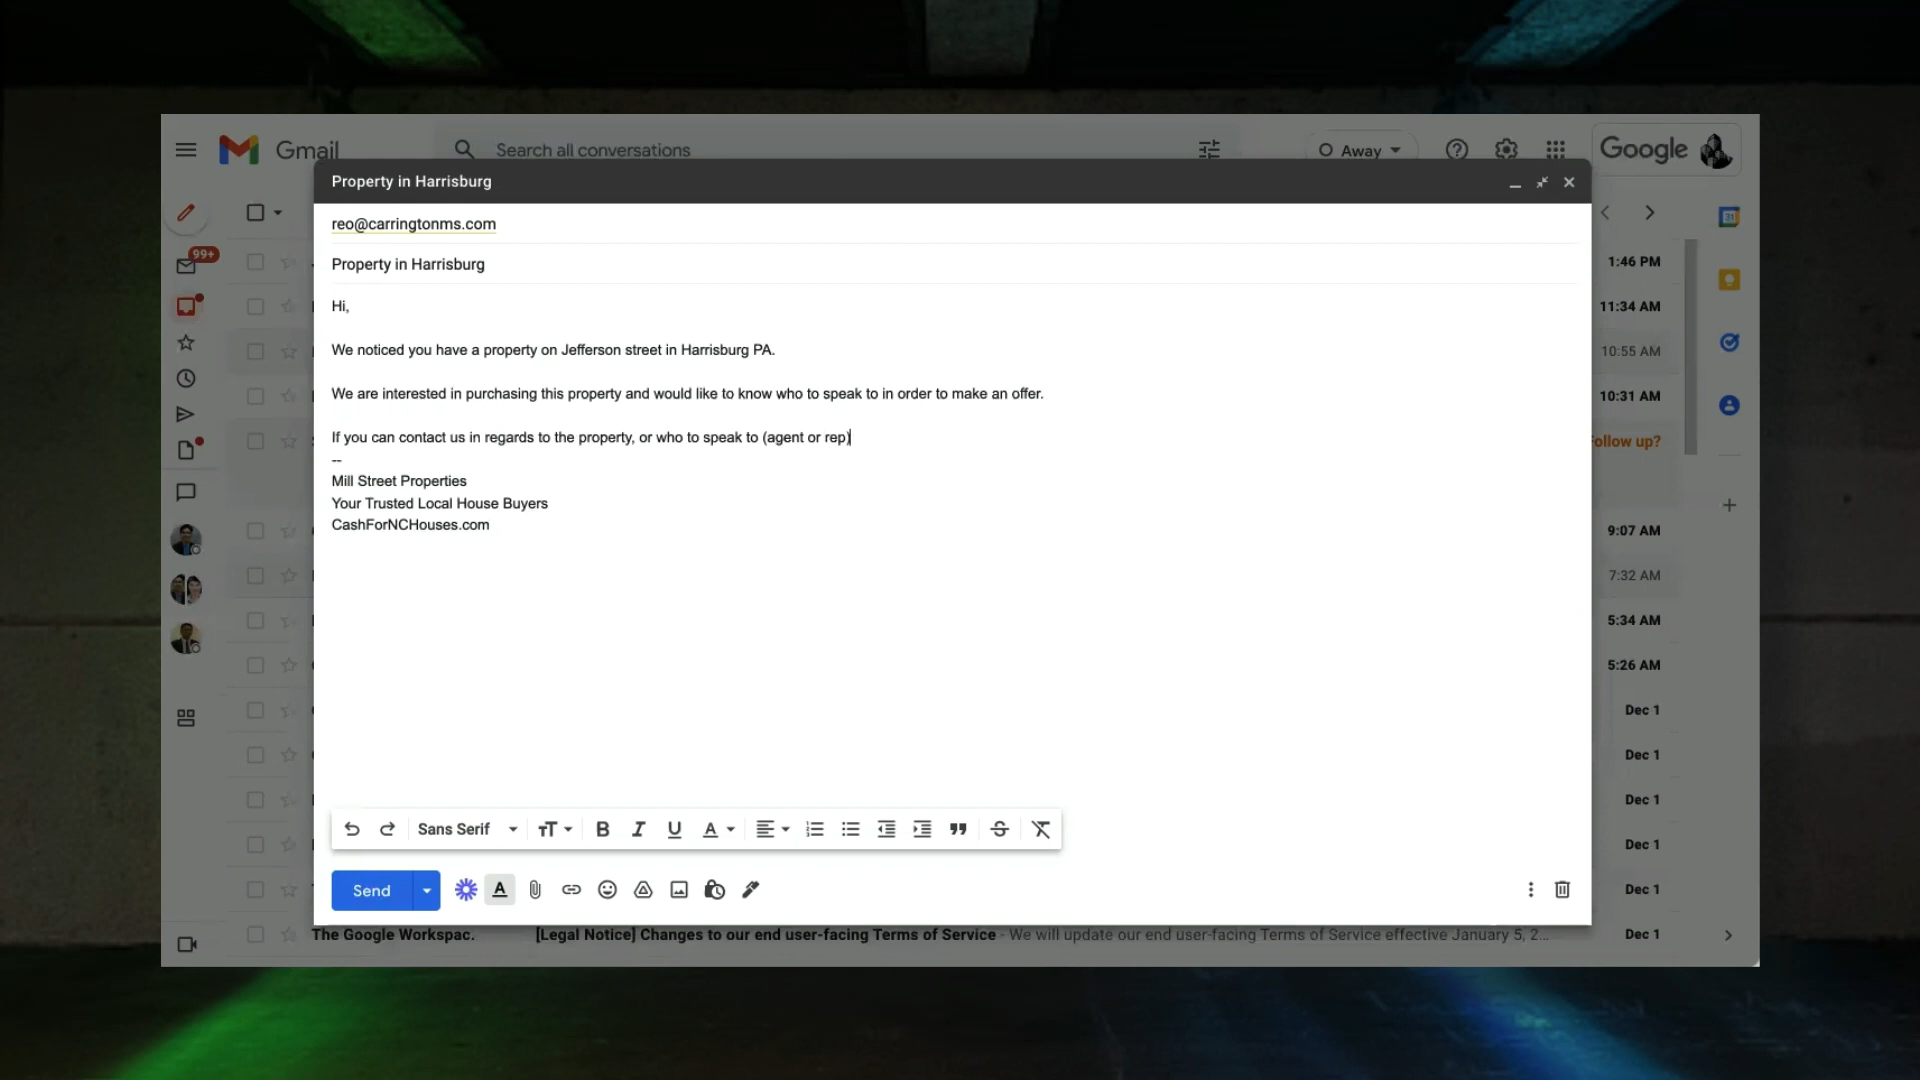 Gmail
Search all conversations
Away
Google
Property in Harrisburg
reo@carringtonms.com
Property in Harrisburg
Hi,
We noticed you have a property on Jefferson street in Harrisburg PA.
We are interested in purchasing this property and would like to know who to speak to in order to make an offer.
If you can contact us in regards to the property, or who to speak to (agent or rep)
--
Mill Street Properties
Your Trusted Local House Buyers
CashForNCHouses.com
Sans Serif
Send
99+
31
1:46 PM
11:34 AM
10:55 AM
10:31 AM
ollow up?
9:07 AM
7:32 AM
5:34 AM
5:26 AM
Dec 1
Dec 1
Dec 1
Dec 1
Dec 1
The Google Workspac. [Legal Notice] Changes to our end user-facing Terms of Service - We will update our end user-facing Terms of Service effective January 5, 2... Dec 1